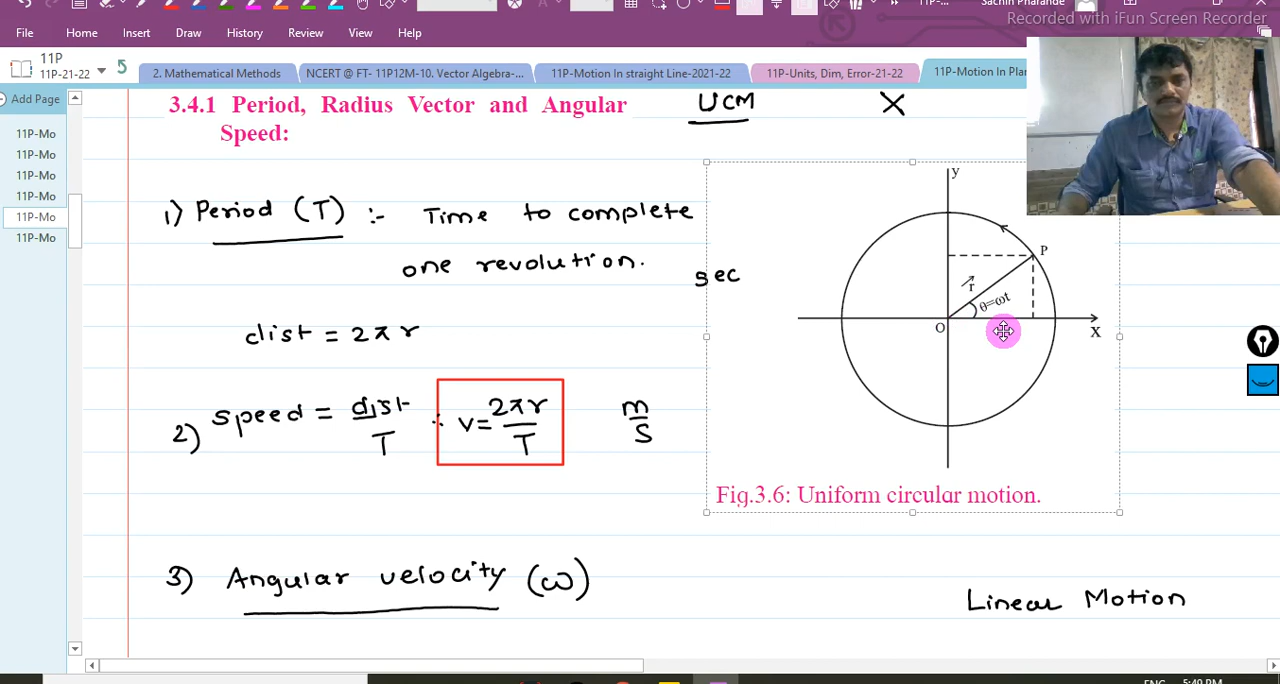 Sachin Pharande
Recorded with iFun Screen Recorder
File Home Insert Draw History Review View Help
11P
11P-21-22
2. Mathematical Methods
NCERT @ FT- 11P12M-10. Vector Algebra-...
11P-Motion In straight Line-2021-22
11P-Units, Dim, Error-21-22
11P-Motion In Plan
Add Page
11P-Mo
11P-Mo
11P-Mo
11P-Mo
11P-Mo
11P-Mo
3.4.1 Period, Radius Vector and Angular
Speed:
UCM X
1) Period (T) :- Time to complete
one revolution. sec
dist = 2πr
2) speed = dist/T ∴ v = 2πr/T m/s
y
P
r
θ=ωt
O
X
Fig.3.6: Uniform circular motion.
3) Angular velocity (ω)
Linear Motion
ENG 5:49 PM